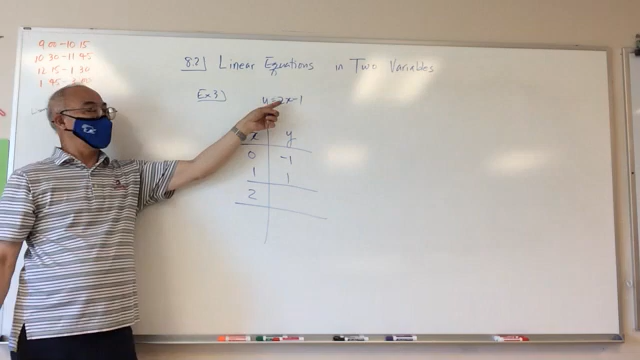 9:00-10:15
10:30-11:45
12:15-1:30
8.2) Linear Equations in Two Variables
Ex3) y=2x-1
x y
0 -1
1 1
2